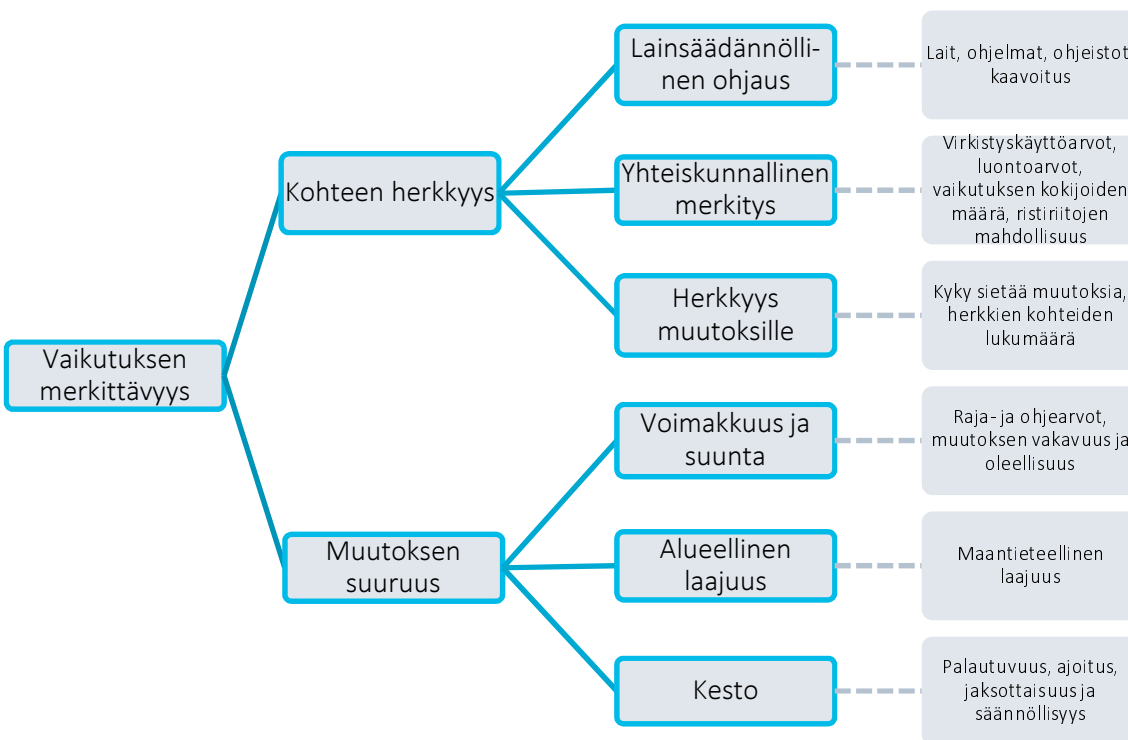 Vaikutuksen
merkittävyys
Kohteen herkkyys
Lainsäädännölli-
nen ohjaus
Lait, ohjelmat, ohjeistot,
kaavoitus
Yhteiskunnallinen
merkitys
Virkistyskäyttöarvot,
luontoarvot,
vaikutuksen kokijoiden
määrä, ristiriitojen
mahdollisuus
Herkkyys
muutoksille
Kyky sietää muutoksia,
herkkien kohteiden
lukumäärä
Muutoksen
suuruus
Voimakkuus ja
suunta
Raja- ja ohjearvot,
muutoksen vakavuus ja
oleellisuus
Alueellinen
laajuus
Maantieteellinen
laajuus
Kesto
Palautuvuus, ajoitus,
jaksottaisuus ja
säännöllisyys